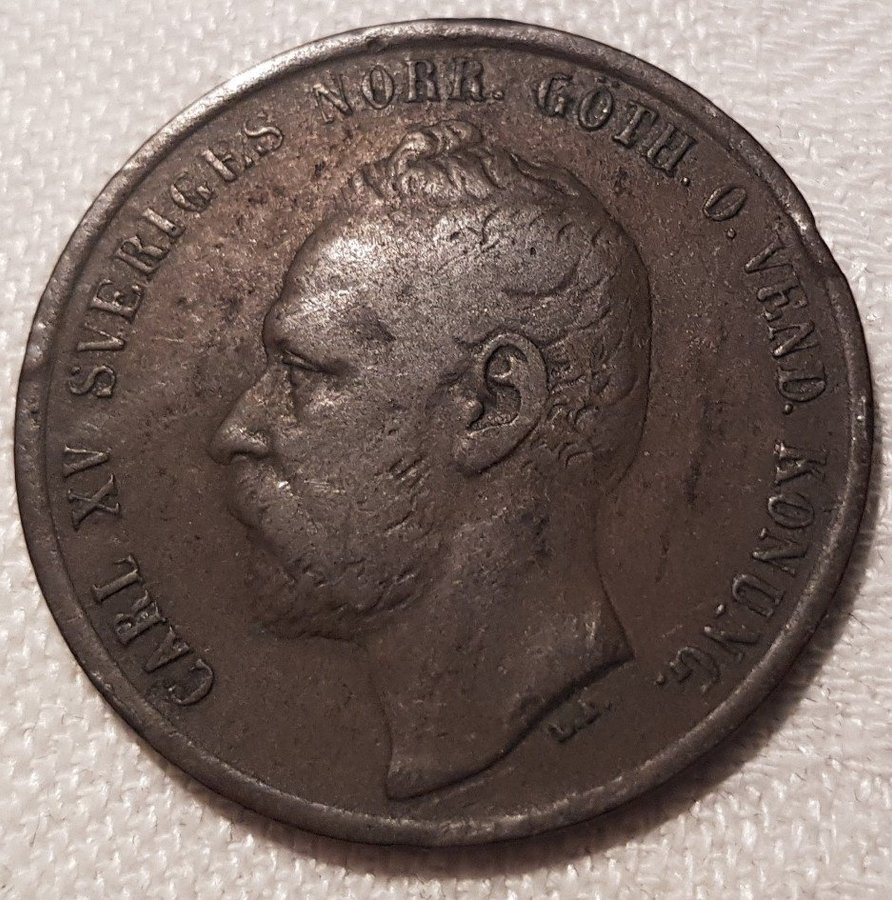 CARL XV SVERIGES NORR. GÖTH. O. VEND. KONUNG.